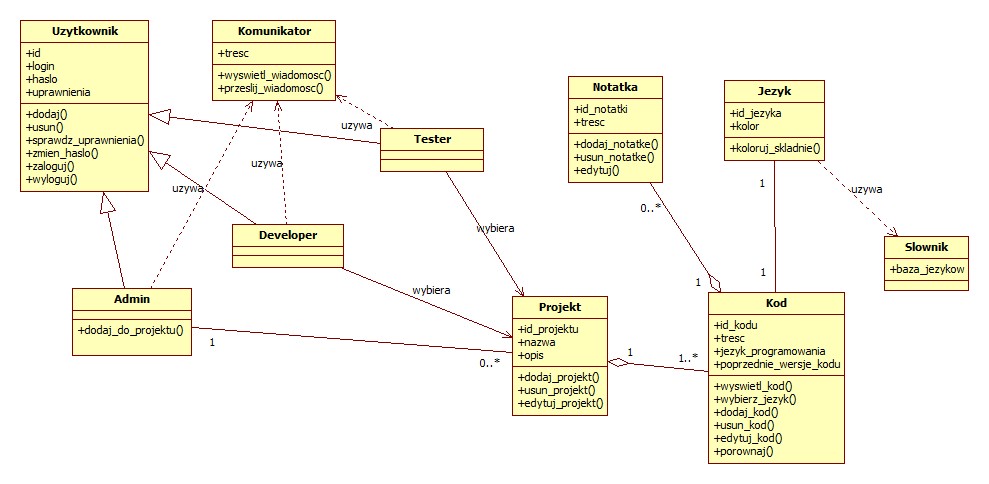 Uzytkownik
+id
+login
+haslo
+uprawnienia
+dodaj()
+usun()
+sprawdz_uprawnienia()
+zmien_haslo()
+zaloguj()
+wyloguj()
Komunikator
+tresc
+wyswietl_wiadomosc()
+przeslij_wiadomosc()
uzywa
Tester
uzywa
uzywa
Developer
wybiera
wybiera
Admin
+dodaj_do_projektu()
1
0..*
Projekt
+id_projektu
+nazwa
+opis
+dodaj_projekt()
+usun_projekt()
+edytuj_projekt()
1
1..*
Notatka
+id_notatki
+tresc
+dodaj_notatke()
+usun_notatke()
+edytuj()
0..*
1
Jezyk
+id_jezyka
+kolor
+koloruj_skladnie()
1
1
uzywa
Slownik
+baza_jezykow
Kod
+id_kodu
+tresc
+jezyk_programowania
+poprzednie_wersje_kodu
+wyswietl_kod()
+wybierz_jezyk()
+dodaj_kod()
+usun_kod()
+edytuj_kod()
+porownaj()